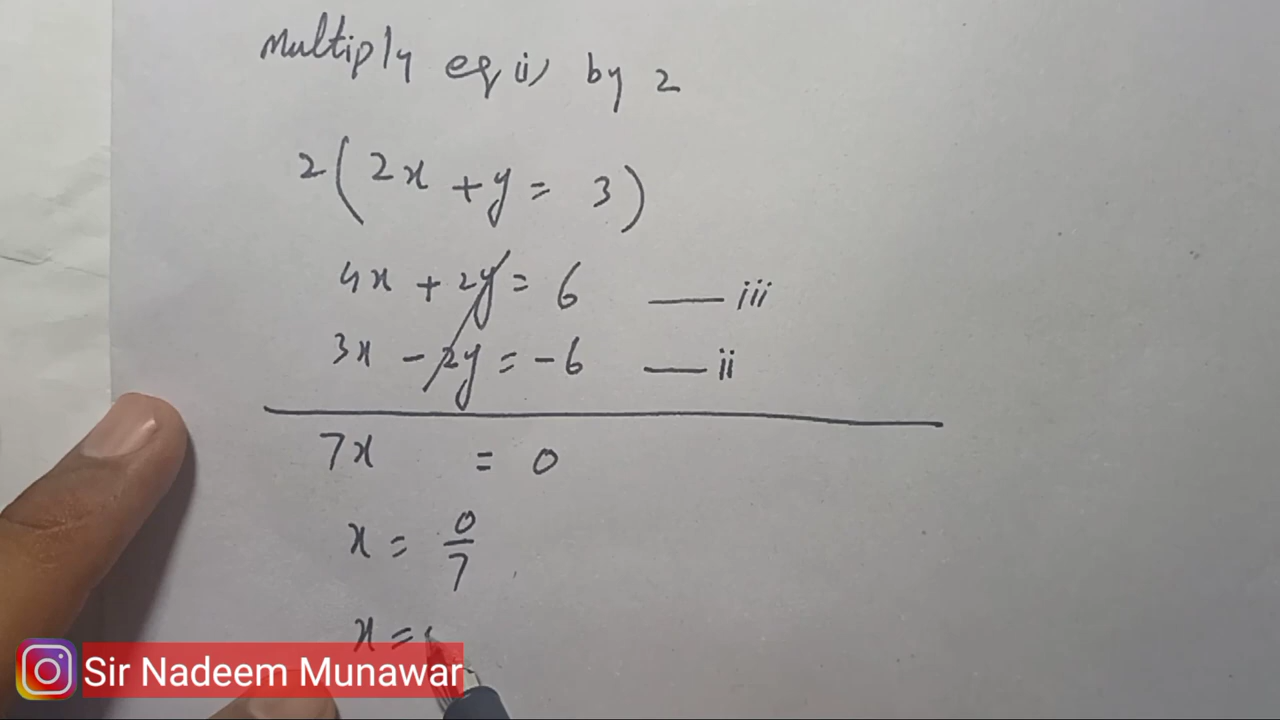 Multiply eq (i) by 2
2(2x + y = 3)
4x + 2y = 6 — iii
3x - 2y = -6 — ii
7x = 0
x = 0/7
x =
Sir Nadeem Munawar